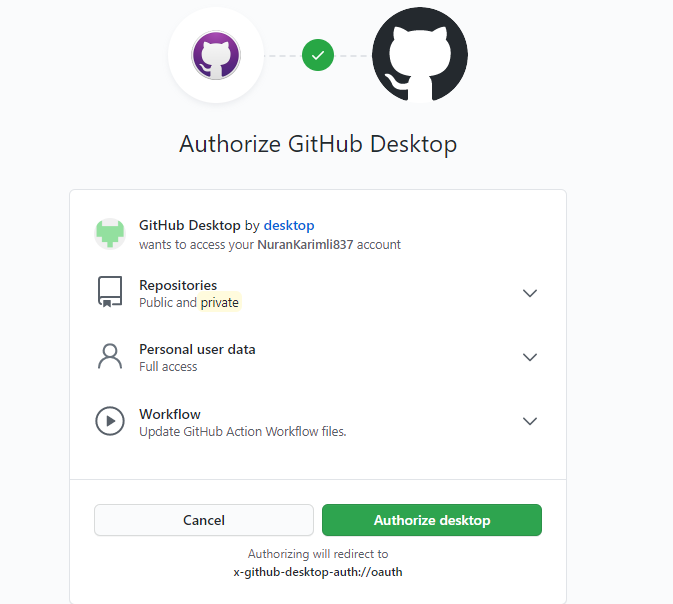 Authorize GitHub Desktop
GitHub Desktop by desktop
wants to access your NuranKarimli837 account
Repositories
Public and private
Personal user data
Full access
Workflow
Update GitHub Action Workflow files.
Cancel
Authorize desktop
Authorizing will redirect to
x-github-desktop-auth://oauth